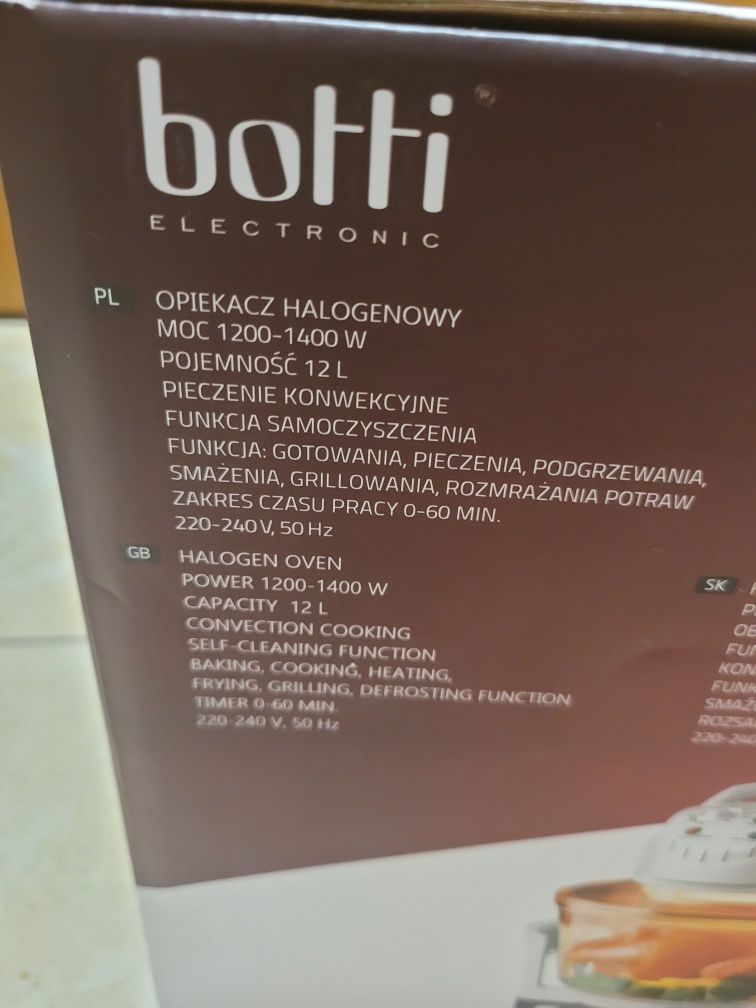 botti ®
ELECTRONIC
PL
OPIEKACZ HALOGENOWY
MOC 1200-1400 W
POJEMNOŚĆ 12 L
PIECZENIE KONWEKCYJNE
FUNKCJA SAMOCZYSZCZENIA
FUNKCJA: GOTOWANIA, PIECZENIA, PODGRZEWANIA,
SMAŻENIA, GRILLOWANIA, ROZMRAŻANIA POTRAW
ZAKRES CZASU PRACY 0-60 MIN.
220-240 V, 50 Hz
GB
HALOGEN OVEN
POWER 1200-1400 W
CAPACITY 12 L
CONVECTION COOKING
SELF-CLEANING FUNCTION
BAKING, COOKING, HEATING,
FRYING, GRILLING, DEFROSTING FUNCTION
TIMER 0-60 MIN.
220-240 V, 50 Hz
SK